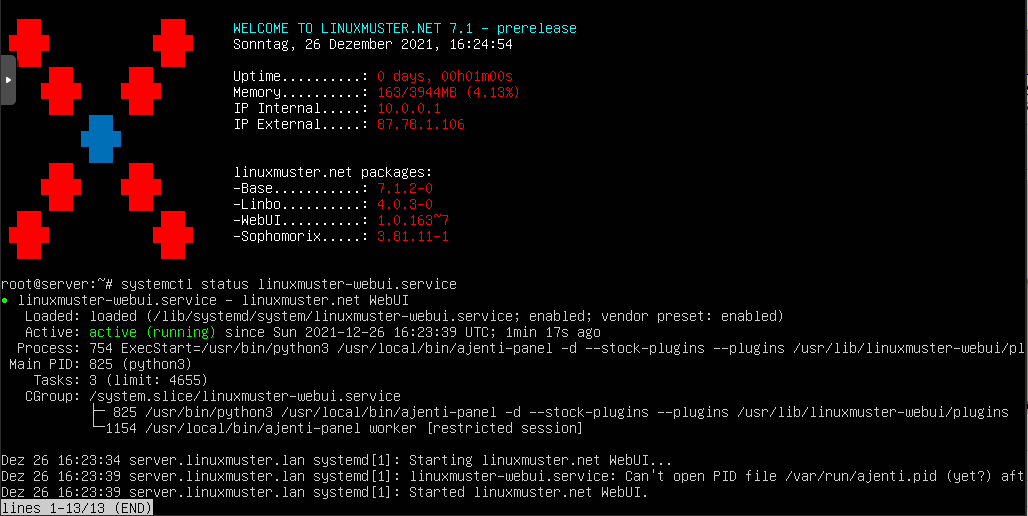 WELCOME TO LINUXMUSTER.NET 7.1 - prerelease
Sonntag, 26 Dezember 2021, 16:24:54
Uptime..........: 0 days, 00h01m00s
Memory..........: 163/3944MB (4.13%)
IP Internal.....: 10.0.0.1
IP External.....: 87.78.1.106
linuxmuster.net packages:
-Base...........: 7.1.2-0
-Linbo..........: 4.0.3-0
-WebUI..........: 1.0.163~7
-Sophomorix.....: 3.81.11-1
root@server:~# systemctl status linuxmuster-webui.service
● linuxmuster-webui.service - linuxmuster.net WebUI
Loaded: loaded (/lib/systemd/system/linuxmuster-webui.service; enabled; vendor preset: enabled)
Active: active (running) since Sun 2021-12-26 16:23:39 UTC; 1min 17s ago
Process: 754 ExecStart=/usr/bin/python3 /usr/local/bin/ajenti-panel -d --stock-plugins --plugins /usr/lib/linuxmuster-webui/pl
Main PID: 825 (python3)
Tasks: 3 (limit: 4655)
CGroup: /system.slice/linuxmuster-webui.service
├─ 825 /usr/bin/python3 /usr/local/bin/ajenti-panel -d --stock-plugins --plugins /usr/lib/linuxmuster-webui/plugins
└─1154 /usr/local/bin/ajenti-panel worker [restricted session]
Dez 26 16:23:34 server.linuxmuster.lan systemd[1]: Starting linuxmuster.net WebUI...
Dez 26 16:23:39 server.linuxmuster.lan systemd[1]: linuxmuster-webui.service: Can't open PID file /var/run/ajenti.pid (yet?) aft
Dez 26 16:23:39 server.linuxmuster.lan systemd[1]: Started linuxmuster.net WebUI.
lines 1-13/13 (END)